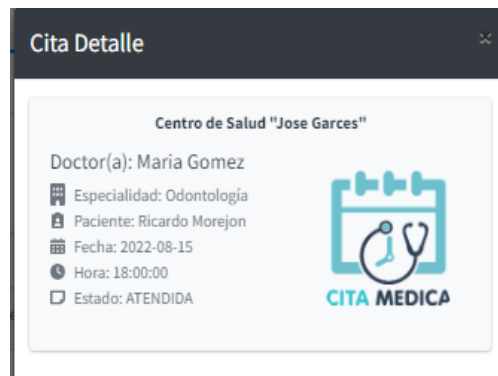 Cita Detalle
Centro de Salud "Jose Garces"
Doctor(a): Maria Gomez
Especialidad: Odontología
Paciente: Ricardo Morejon
Fecha: 2022-08-15
Hora: 18:00:00
Estado: ATENDIDA
CITA MEDICA